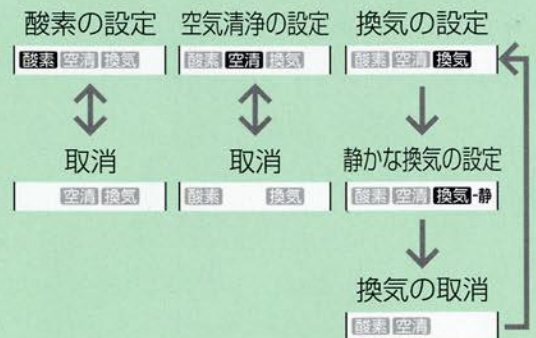 酸素の設定 空気清浄の設定 換気の設定
酸素 空清 換気 酸素 空清 換気 酸素 空清 換気
取消 取消 静かな換気の設定
空清 換気 酸素 換気 酸素 空清 換気-静
換気の取消
酸素 空清